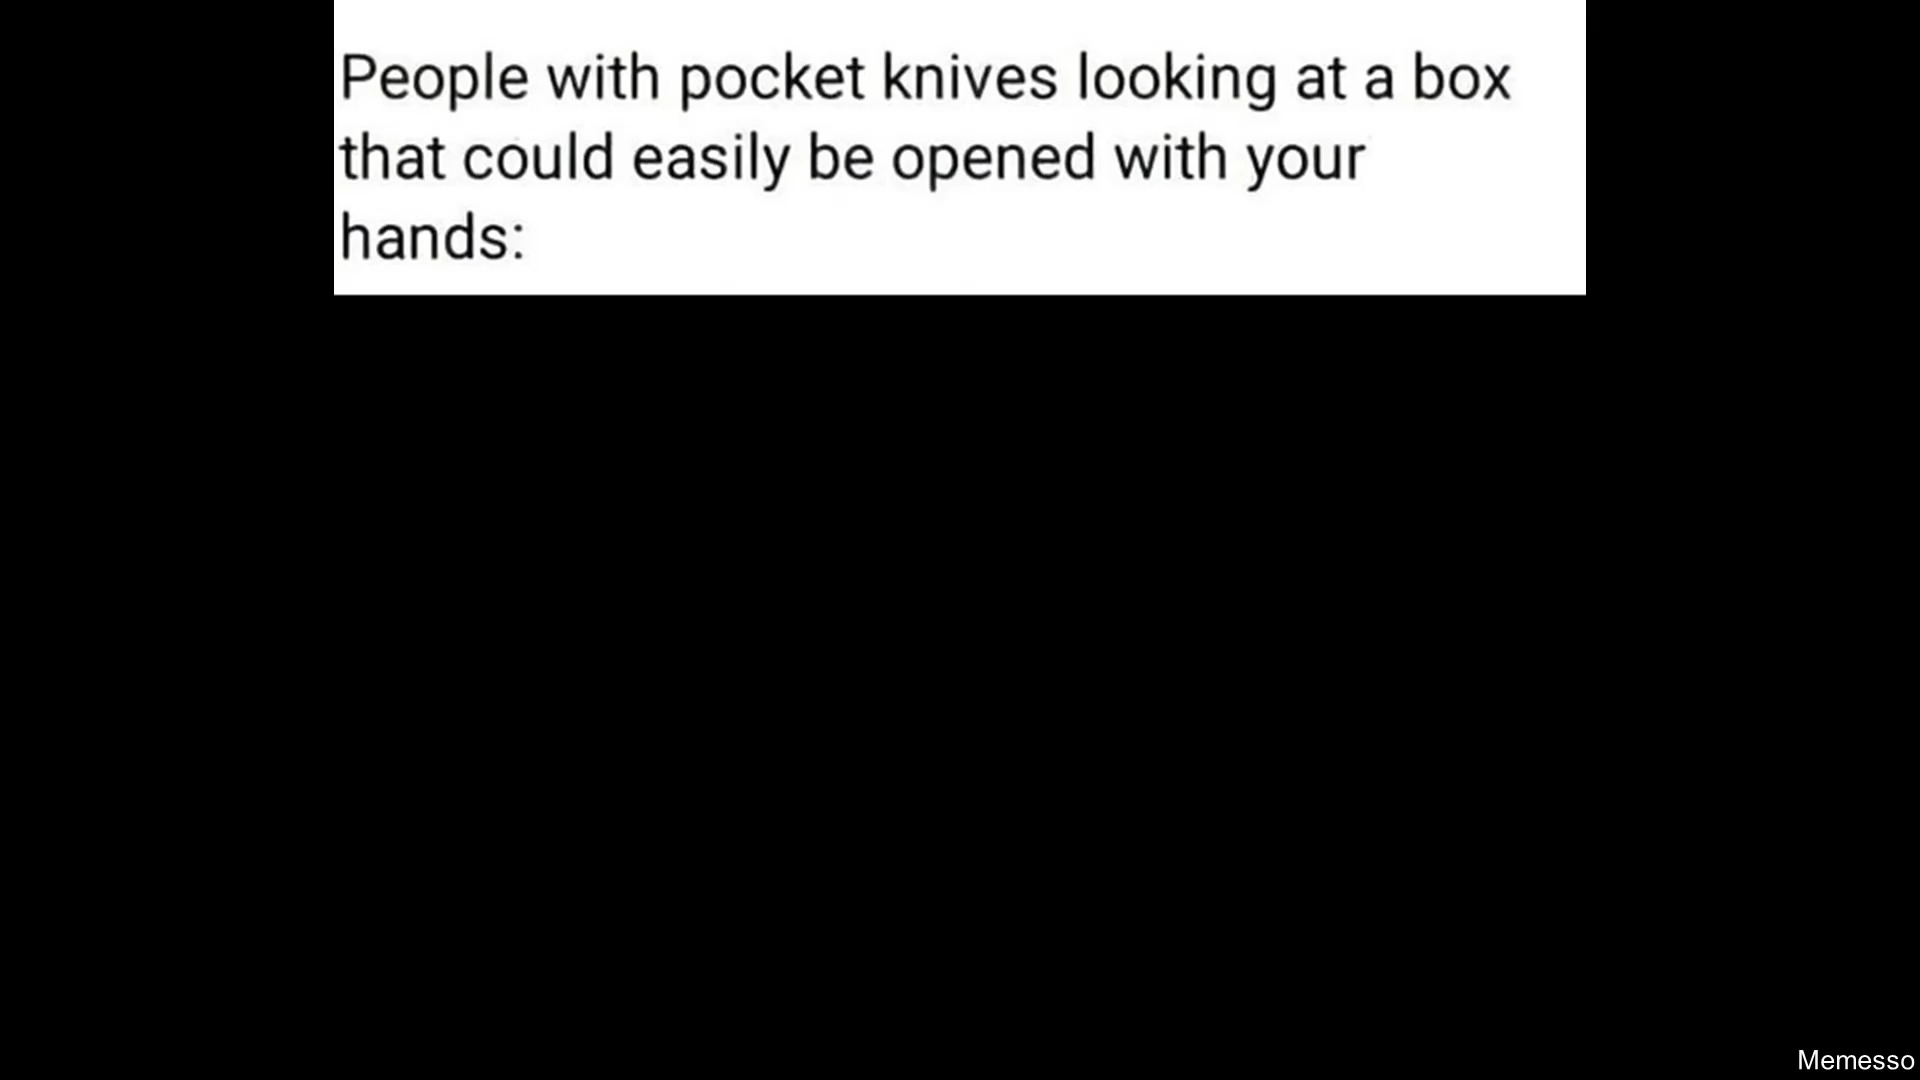 People with pocket knives looking at a box
that could easily be opened with your
hands:
Memesso